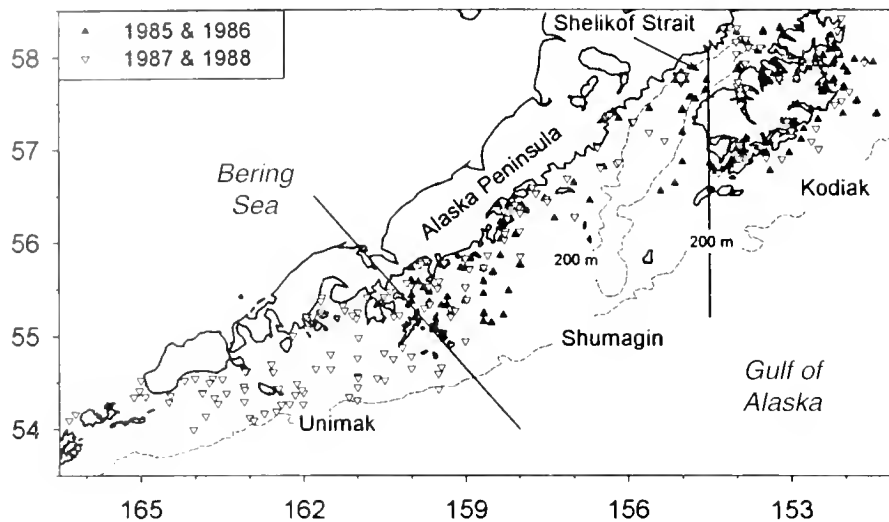 58
57
56
55
54
1985 & 1986
1987 & 1988
Shelikof Strait
Bering
Sea
Alaska Peninsula
Kodiak
200 m
200 m
Shumagin
Gulf of
Alaska
Unimak
165
162
159
156
153